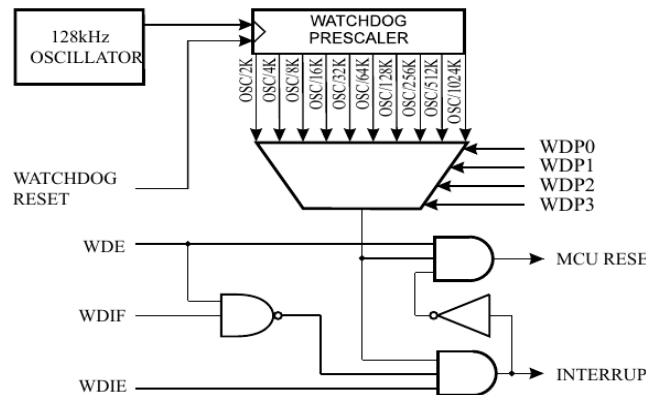 128kHz
OSCILLATOR
WATCHDOG
PRESCALER
OSC/2K
OSC/4K
OSC/8K
OSC/16K
OSC/32K
OSC/64K
OSC/128K
OSC/256K
OSC/512K
OSC/1024K
WDP0
WDP1
WDP2
WDP3
WATCHDOG
RESET
WDE
MCU RESE
WDIF
WDIE
INTERRUP